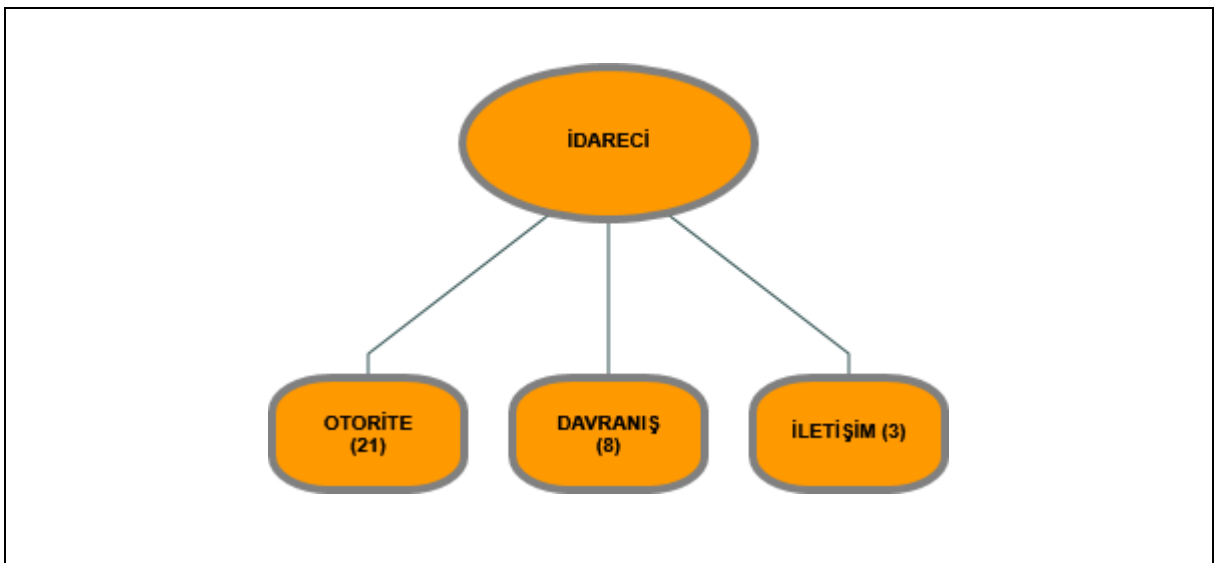 İDARECİ
OTORİTE
(21)
DAVRANIŞ
(8)
İLETİŞİM (3)